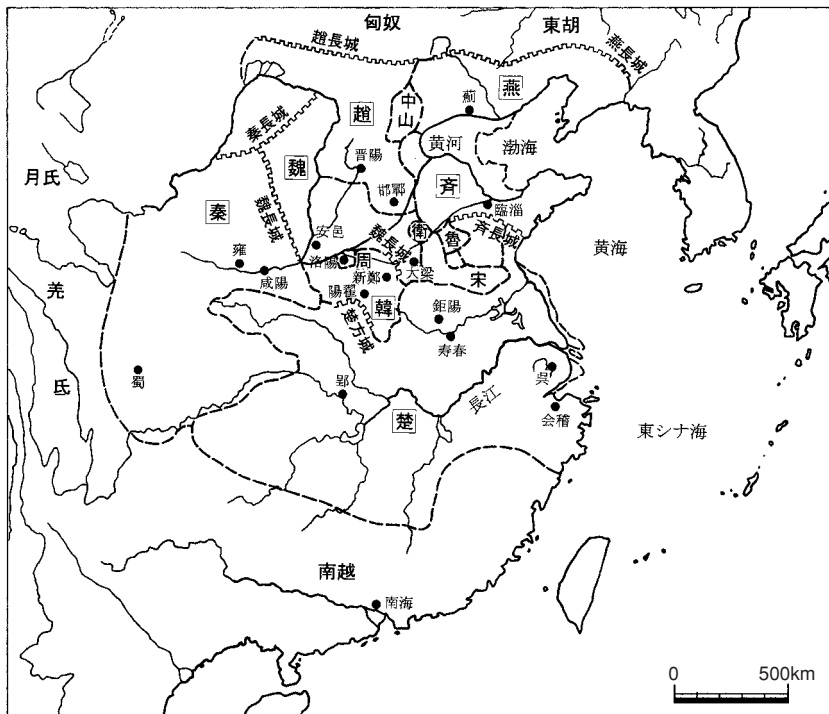 匈奴
東胡
趙長城
燕長城
燕
薊
中山
趙
秦長城
黄河
渤海
晋陽
魏
斉
月氏
邯鄲
臨淄
秦
魏長城
衛
魯
斉長城
安邑
魏長城
黄海
雍
洛陽
周
大梁
宋
咸陽
新鄭
羌
陽翟
韓
鉅陽
楚方城
寿春
氐
蜀
郢
呉
長江
会稽
楚
東シナ海
南越
南海
0 500km